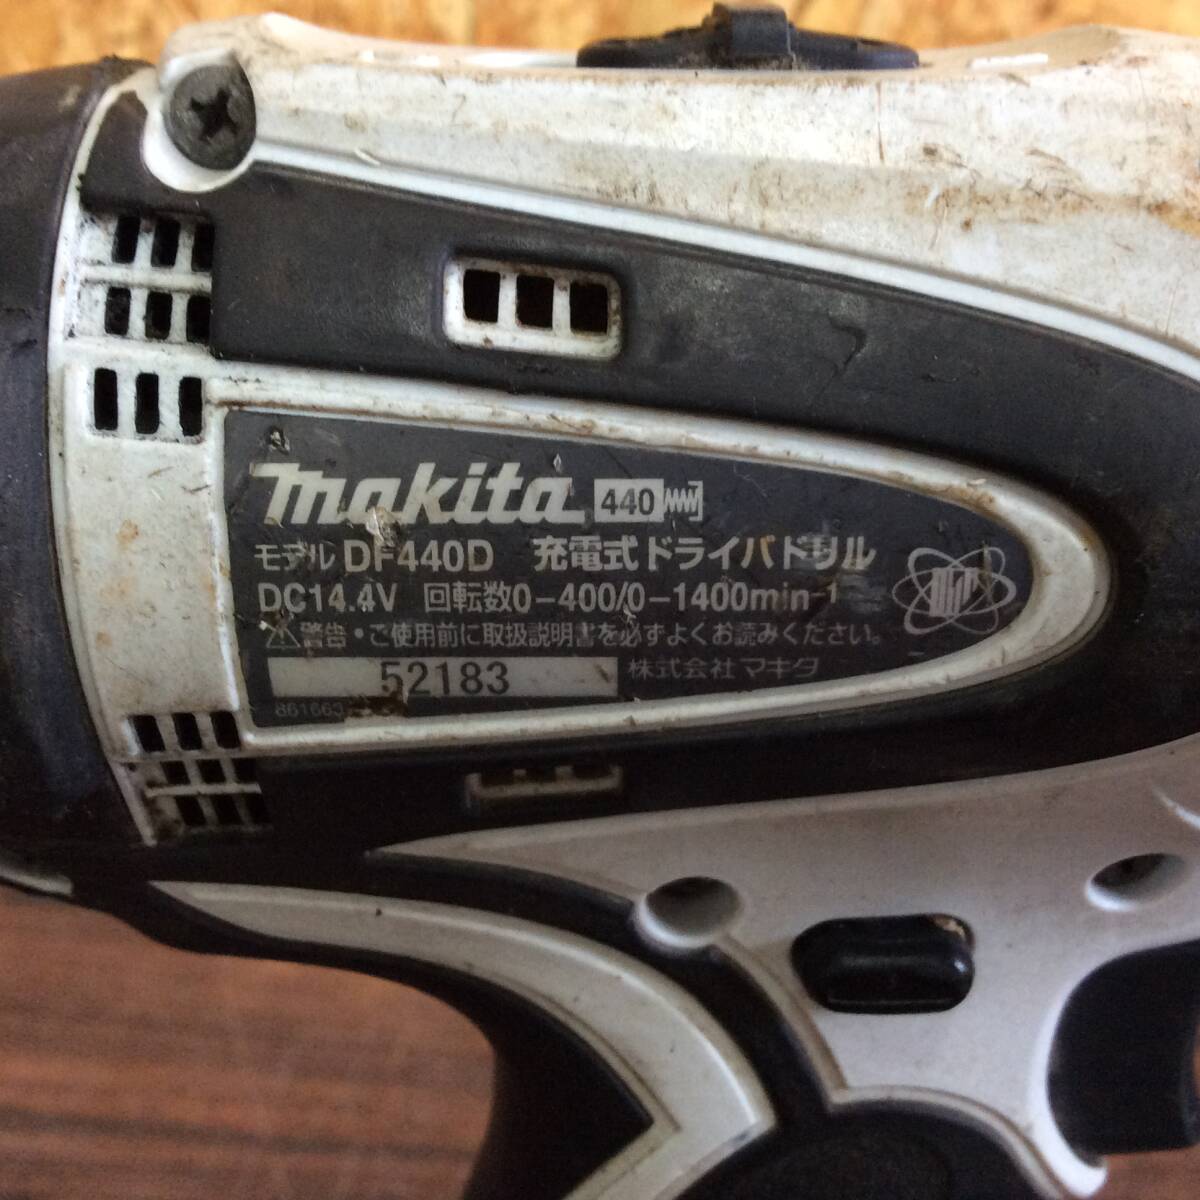 makita 440
モデル DF440D 充電式ドライバドリル
DC14.4V 回転数0-400/0-1400min-1
警告・ご使用前に取扱説明書を必ずよくお読みください。
52183 株式会社マキタ
861663